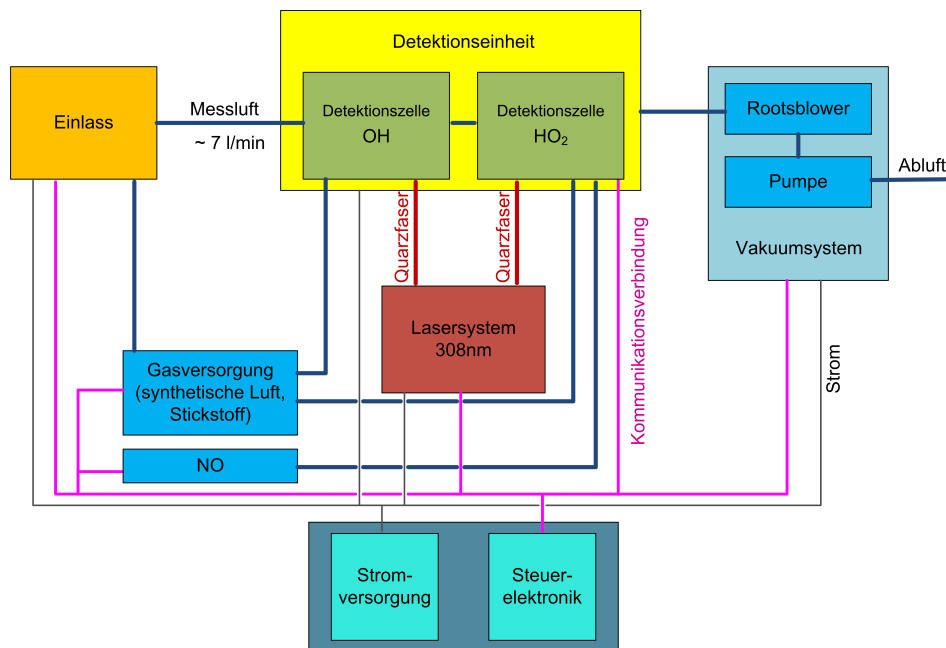 Detektionseinheit
Einlass
Messluft
~ 7 l/min
Detektionszelle
OH
Detektionszelle
HO₂
Rootsblower
Pumpe
Abluft
Vakuumsystem
Quarzfaser
Quarzfaser
Kommunikationsverbindung
Lasersystem
308nm
Strom
Gasversorgung
(synthetische Luft,
Stickstoff)
NO
Strom-
versorgung
Steuer-
elektronik